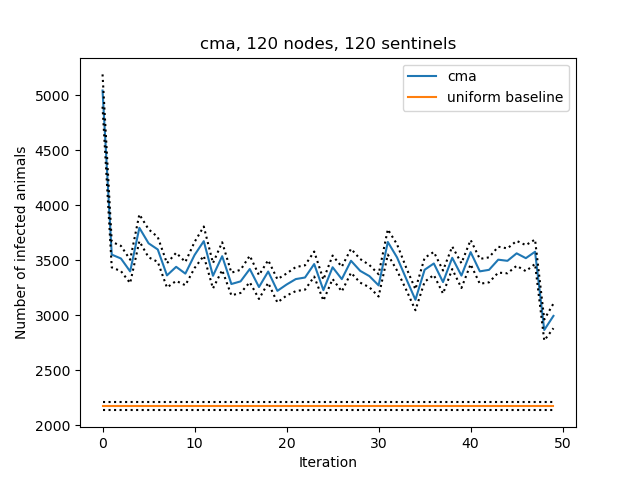 cma, 120 nodes, 120 sentinels
cma
uniform baseline
Number of infected animals
5000
4500
4000
3500
3000
2500
2000
0 10 20 30 40 50
Iteration